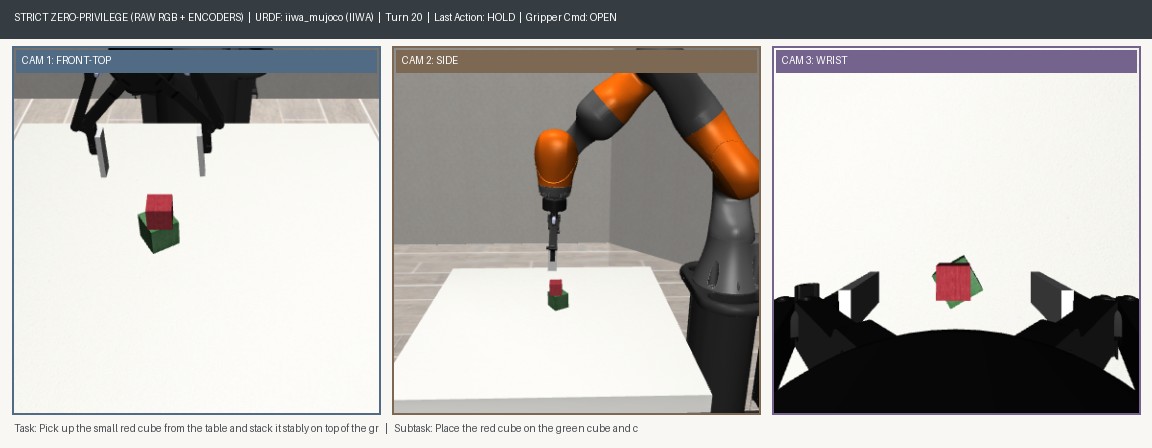 STRICT ZERO-PRIVILEGE (RAW RGB + ENCODERS) | URDF: iiwa_mujoco (IIWA) | Turn 20 | Last Action: HOLD | Gripper Cmd: OPEN
CAM 1: FRONT-TOP
CAM 2: SIDE
CAM 3: WRIST
Task: Pick up the small red cube from the table and stack it stably on top of the gr | Subtask: Place the red cube on the green cube and c